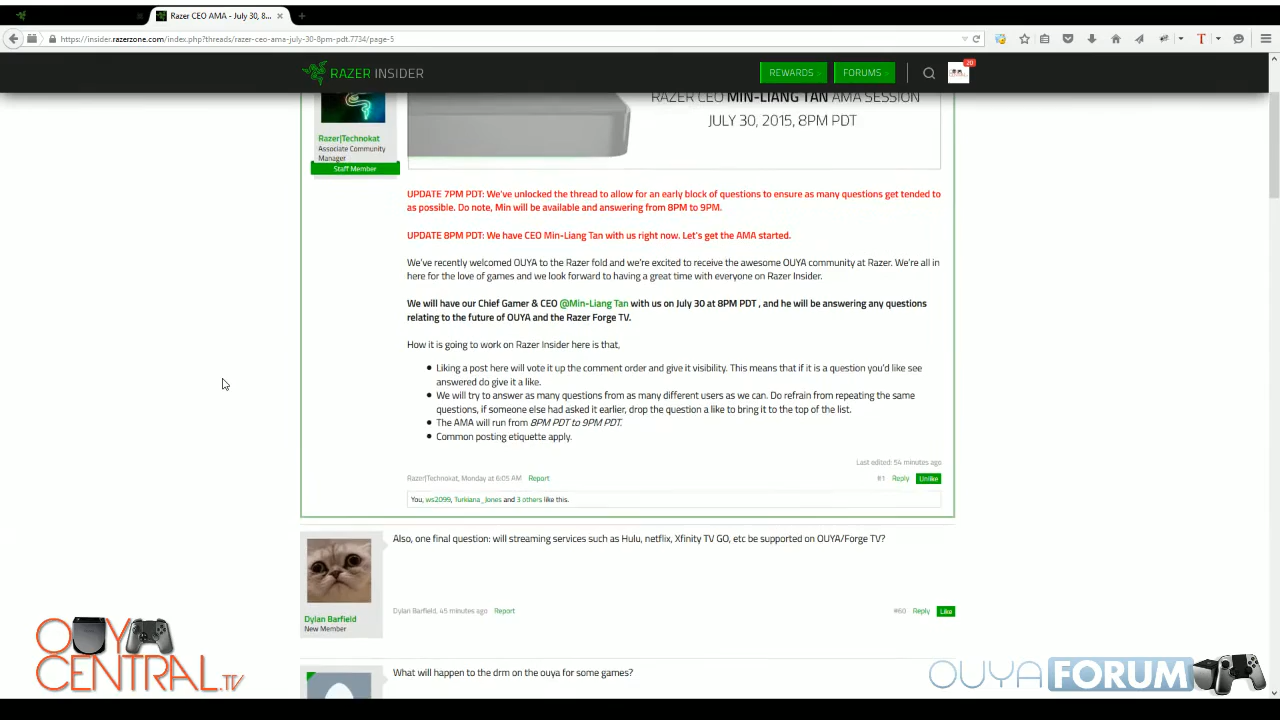 Razer CEO AMA - July 30, 8...
https://insider.razerzone.com/index.php?threads/razer-ceo-ama-july-30-8pm-pdt.7734/page-5
RAZER INSIDER
REWARDS
FORUMS
20
RAZER CEO MIN-LIANG TAN AMA SESSION
JULY 30, 2015, 8PM PDT
Razer|Technokat
Associate Community
Manager
Staff Member
UPDATE 7PM PDT: We've unlocked the thread to allow for an early block of questions to ensure as many questions get tended to
as possible. Do note, Min will be available and answering from 8PM to 9PM.
UPDATE 8PM PDT: We have CEO Min-Liang Tan with us right now. Let's get the AMA started.
We've recently welcomed OUYA to the Razer fold and we're excited to receive the awesome OUYA community at Razer. We're all in
here for the love of games and we look forward to having a great time with everyone on Razer Insider.
We will have our Chief Gamer & CEO @Min-Liang Tan with us on July 30 at 8PM PDT , and he will be answering any questions
relating to the future of OUYA and the Razer Forge TV.
How it is going to work on Razer Insider here is that,
Liking a post here will vote it up the comment order and give it visibility. This means that if it is a question you'd like see
answered do give it a like.
We will try to answer as many questions from as many different users as we can. Do refrain from repeating the same
questions, if someone else had asked it earlier, drop the question a like to bring it to the top of the list.
The AMA will run from 8PM PDT to 9PM PDT.
Common posting etiquette apply.
Last edited: 54 minutes ago
Razer|Technokat, Monday at 6:05 AM Report #1 Reply Unlike
You, ws2099, Turkiana_Jones and 3 others like this.
Also, one final question: will streaming services such as Hulu, netflix, Xfinity TV GO, etc be supported on OUYA/Forge TV?
Dylan Barfield, 45 minutes ago Report #60 Reply Like
Dylan Barfield
New Member
What will happen to the drm on the ouya for some games?
OUYA
CENTRAL.TV
OUYAFORUM